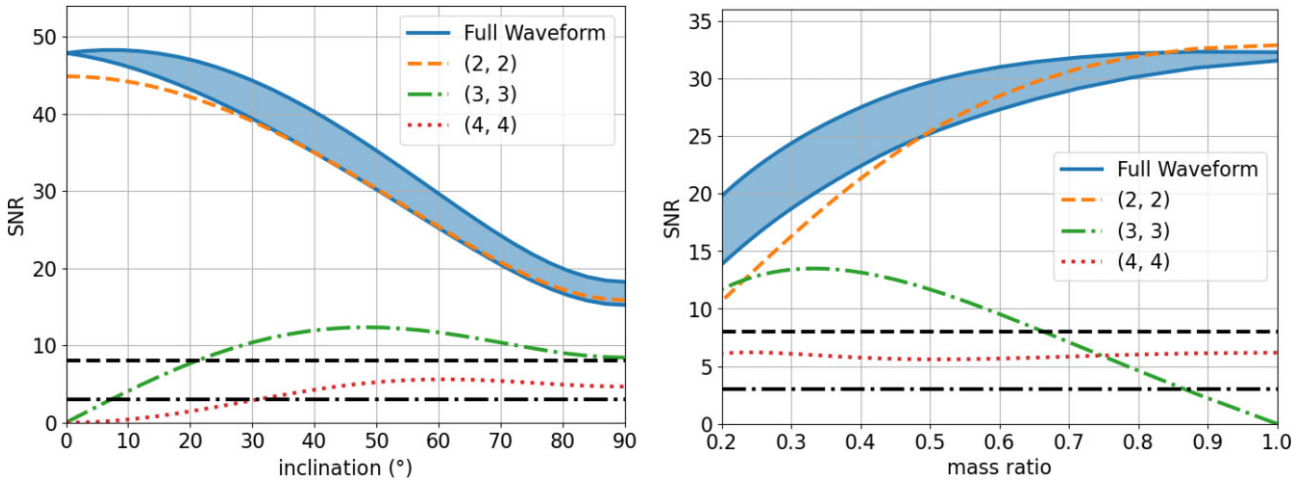 SNR
50
40
30
20
10
0
Full Waveform
(2, 2)
(3, 3)
(4, 4)
0 10 20 30 40 50 60 70 80 90
inclination (°)
SNR
35
30
25
20
15
10
5
0
Full Waveform
(2, 2)
(3, 3)
(4, 4)
0.2 0.3 0.4 0.5 0.6 0.7 0.8 0.9 1.0
mass ratio